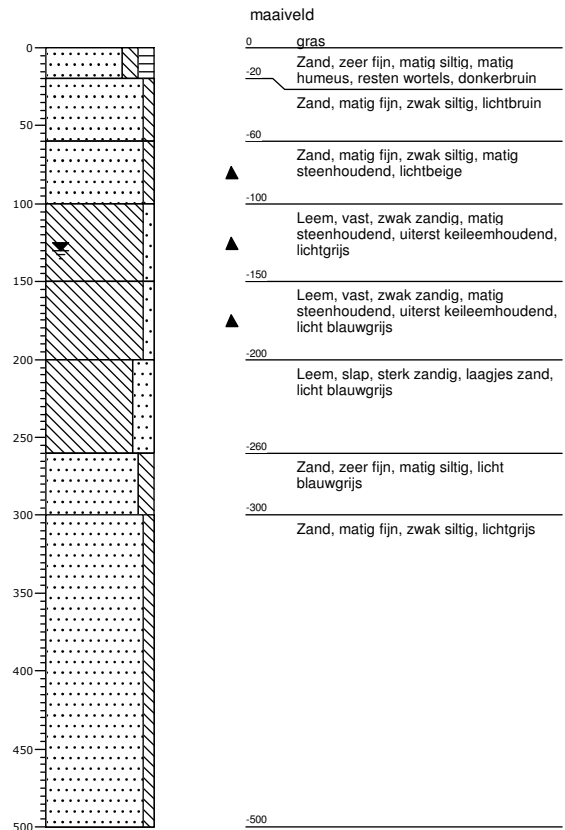 maaiveld
0
0
gras
Zand, zeer fijn, matig siltig, matig
humeus, resten wortels, donkerbruin
-20
Zand, matig fijn, zwak siltig, lichtbruin
50
-60
Zand, matig fijn, zwak siltig, matig
steenhoudend, lichtbeige
100
-100
Leem, vast, zwak zandig, matig
steenhoudend, uiterst keileemhoudend,
lichtgrijs
150
-150
Leem, vast, zwak zandig, matig
steenhoudend, uiterst keileemhoudend,
licht blauwgrijs
200
-200
Leem, slap, sterk zandig, laagjes zand,
licht blauwgrijs
250
-260
Zand, zeer fijn, matig siltig, licht
blauwgrijs
300
-300
Zand, matig fijn, zwak siltig, lichtgrijs
350
400
450
500
-500